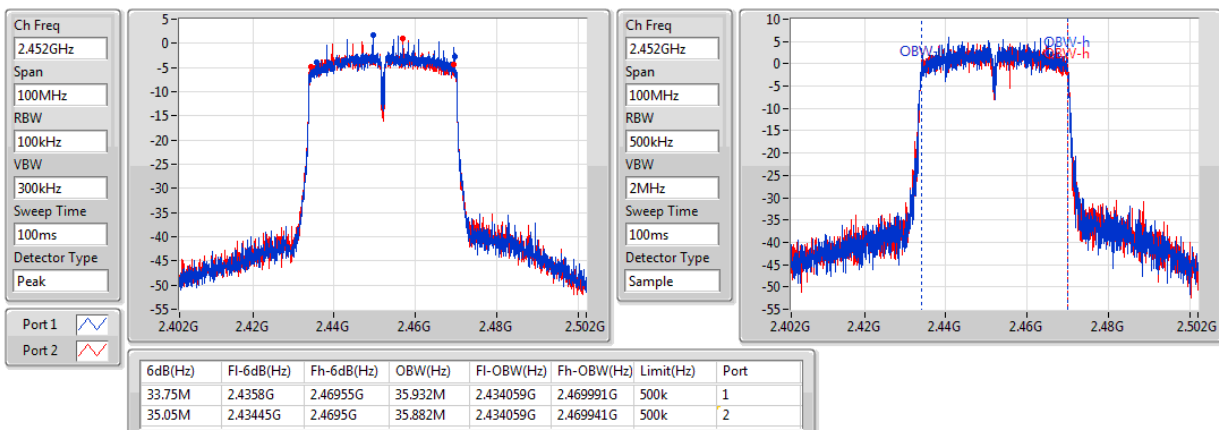 Ch Freq
2.452GHz
Span
100MHz
RBW
100kHz
VBW
300kHz
Sweep Time
100ms
Detector Type
Peak
Port 1
Port 2
5
0
-5
-10
-15
-20
-25
-30
-35
-40
-45
-50
-55
2.402G 2.42G 2.44G 2.46G 2.48G 2.502G
Ch Freq
2.452GHz
Span
100MHz
RBW
500kHz
VBW
2MHz
Sweep Time
100ms
Detector Type
Sample
10
5
0
-5
-10
-15
-20
-25
-30
-35
-40
-45
-50
-55
OBW-h
OBW-h
2.402G 2.42G 2.44G 2.46G 2.48G 2.502G
6dB(Hz) Fl-6dB(Hz) Fh-6dB(Hz) OBW(Hz) Fl-OBW(Hz) Fh-OBW(Hz) Limit(Hz) Port
33.75M 2.4358G 2.46955G 35.932M 2.434059G 2.469991G 500k 1
35.05M 2.43445G 2.4695G 35.882M 2.434059G 2.469941G 500k 2